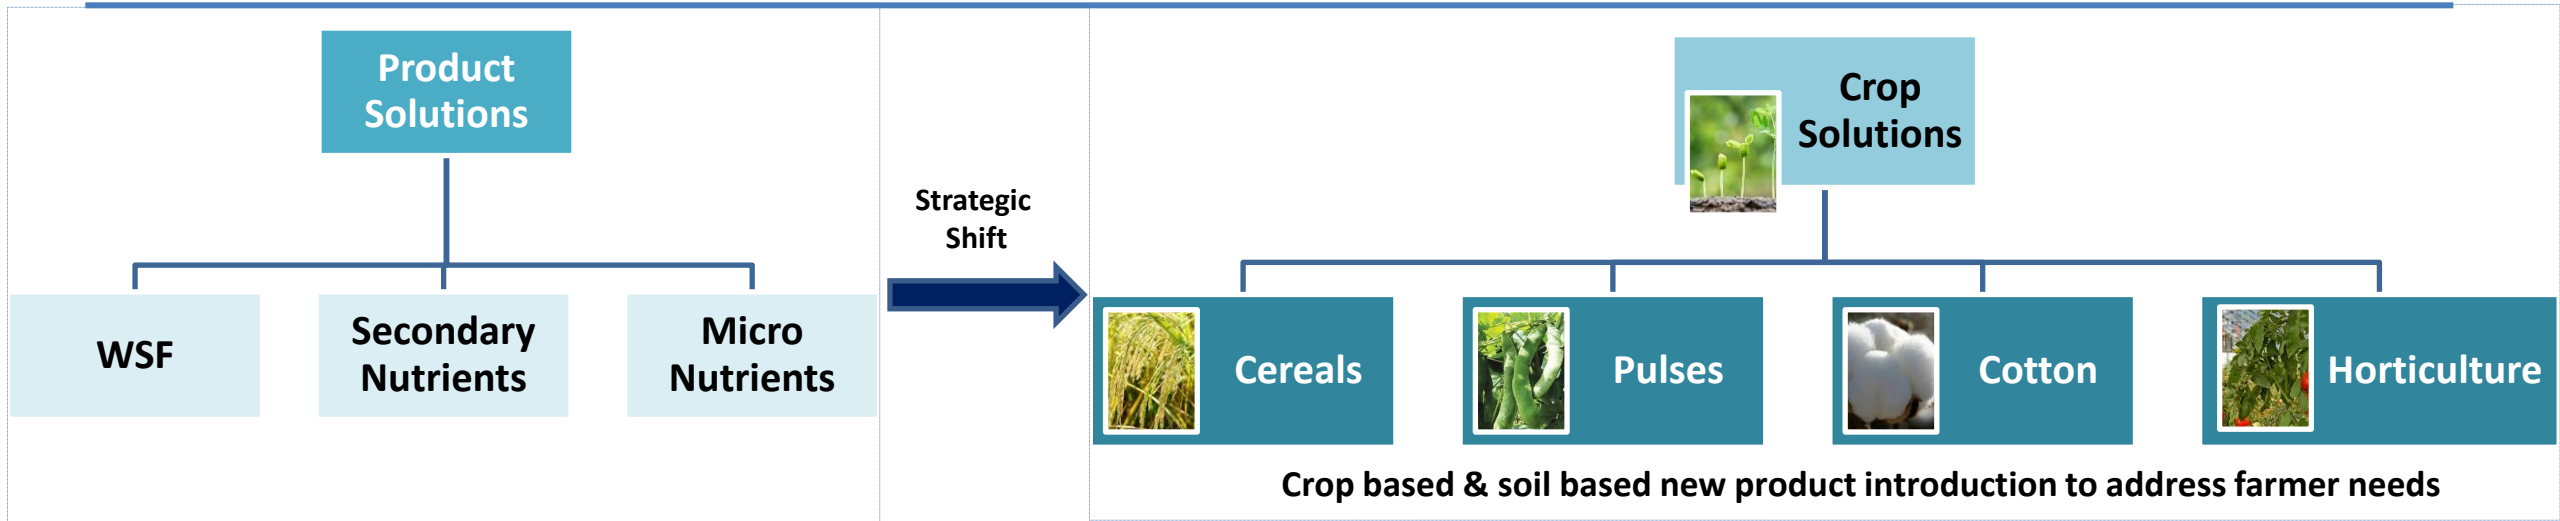 Product
Solutions
WSF
Secondary
Nutrients
Micro
Nutrients
Strategic
Shift
Crop
Solutions
Cereals
Pulses
Cotton
Horticulture
Crop based & soil based new product introduction to address farmer needs